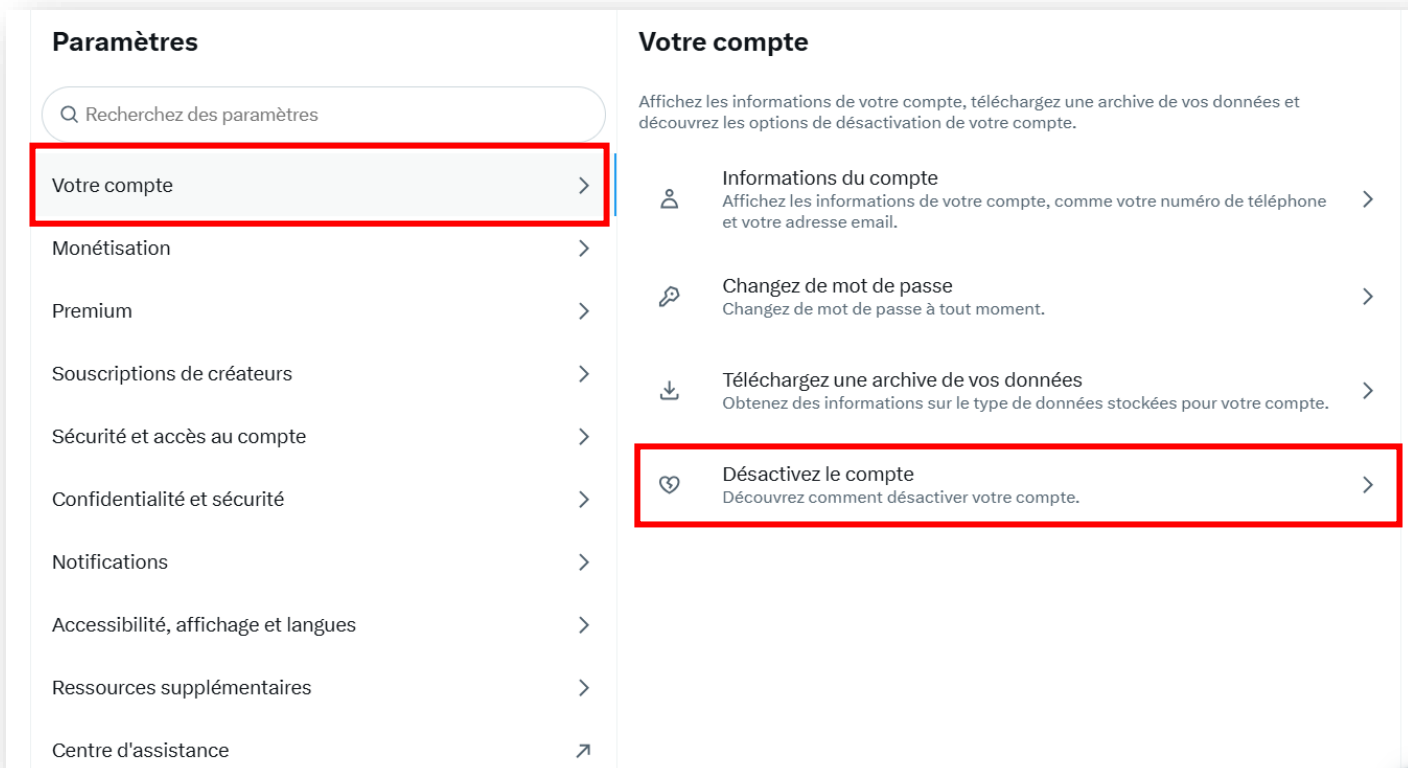 Paramètres
Recherchez des paramètres
Votre compte
Monétisation
Premium
Souscriptions de créateurs
Sécurité et accès au compte
Confidentialité et sécurité
Notifications
Accessibilité, affichage et langues
Ressources supplémentaires
Centre d'assistance
Votre compte
Affichez les informations de votre compte, téléchargez une archive de vos données et
découvrez les options de désactivation de votre compte.
Informations du compte
Affichez les informations de votre compte, comme votre numéro de téléphone
et votre adresse email.
Changez de mot de passe
Changez de mot de passe à tout moment.
Téléchargez une archive de vos données
Obtenez des informations sur le type de données stockées pour votre compte.
Désactivez le compte
Découvrez comment désactiver votre compte.